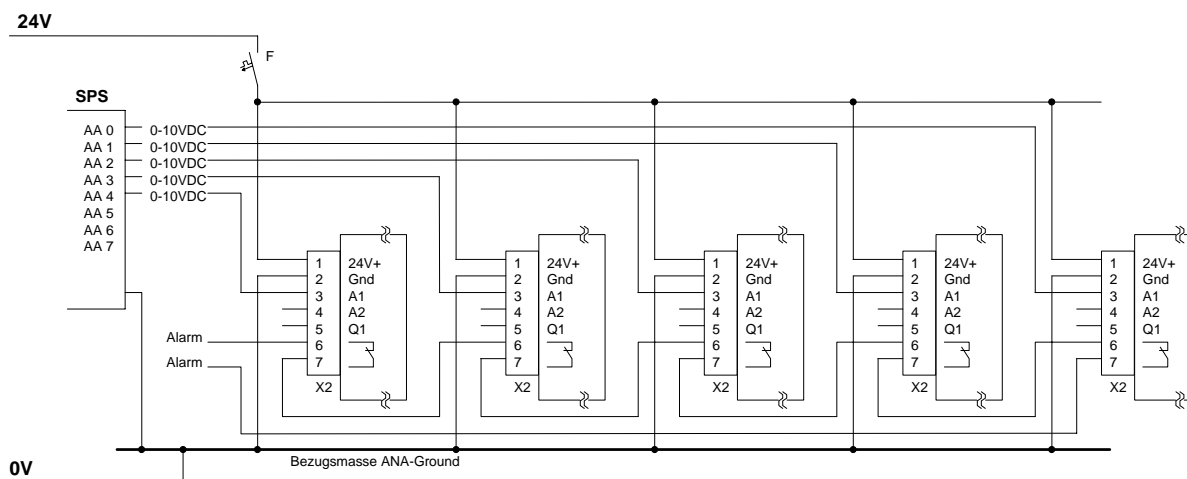 24V
F
SPS
AA 0 0-10VDC
AA 1 0-10VDC
AA 2 0-10VDC
AA 3 0-10VDC
AA 4 0-10VDC
AA 5
AA 6
AA 7
1 24V+ 1 24V+ 1 24V+ 1 24V+ 1 24V+
2 Gnd 2 Gnd 2 Gnd 2 Gnd 2 Gnd
3 A1 3 A1 3 A1 3 A1 3 A1
4 A2 4 A2 4 A2 4 A2 4 A2
5 Q1 5 Q1 5 Q1 5 Q1 5 Q1
Alarm 6 6 6 6 6
Alarm 7 7 7 7 7
X2 X2 X2 X2 X2
Bezugsmasse ANA-Ground
0V